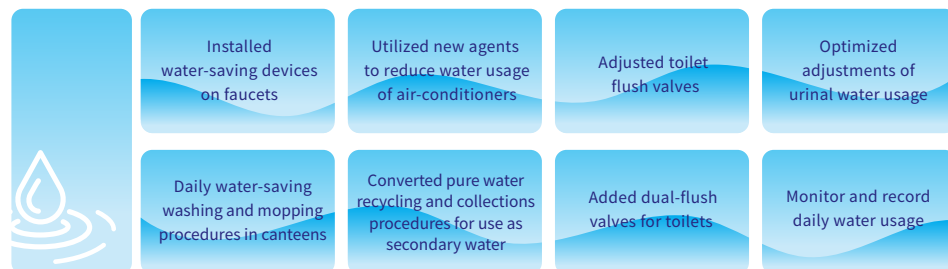 Installed
water-saving devices
on faucets
Utilized new agents
to reduce water usage
of air-conditioners
Adjusted toilet
flush valves
Optimized
adjustments of
urinal water usage
Daily water-saving
washing and mopping
procedures in canteens
Converted pure water
recycling and collections
procedures for use as
secondary water
Added dual-flush
valves for toilets
Monitor and record
daily water usage